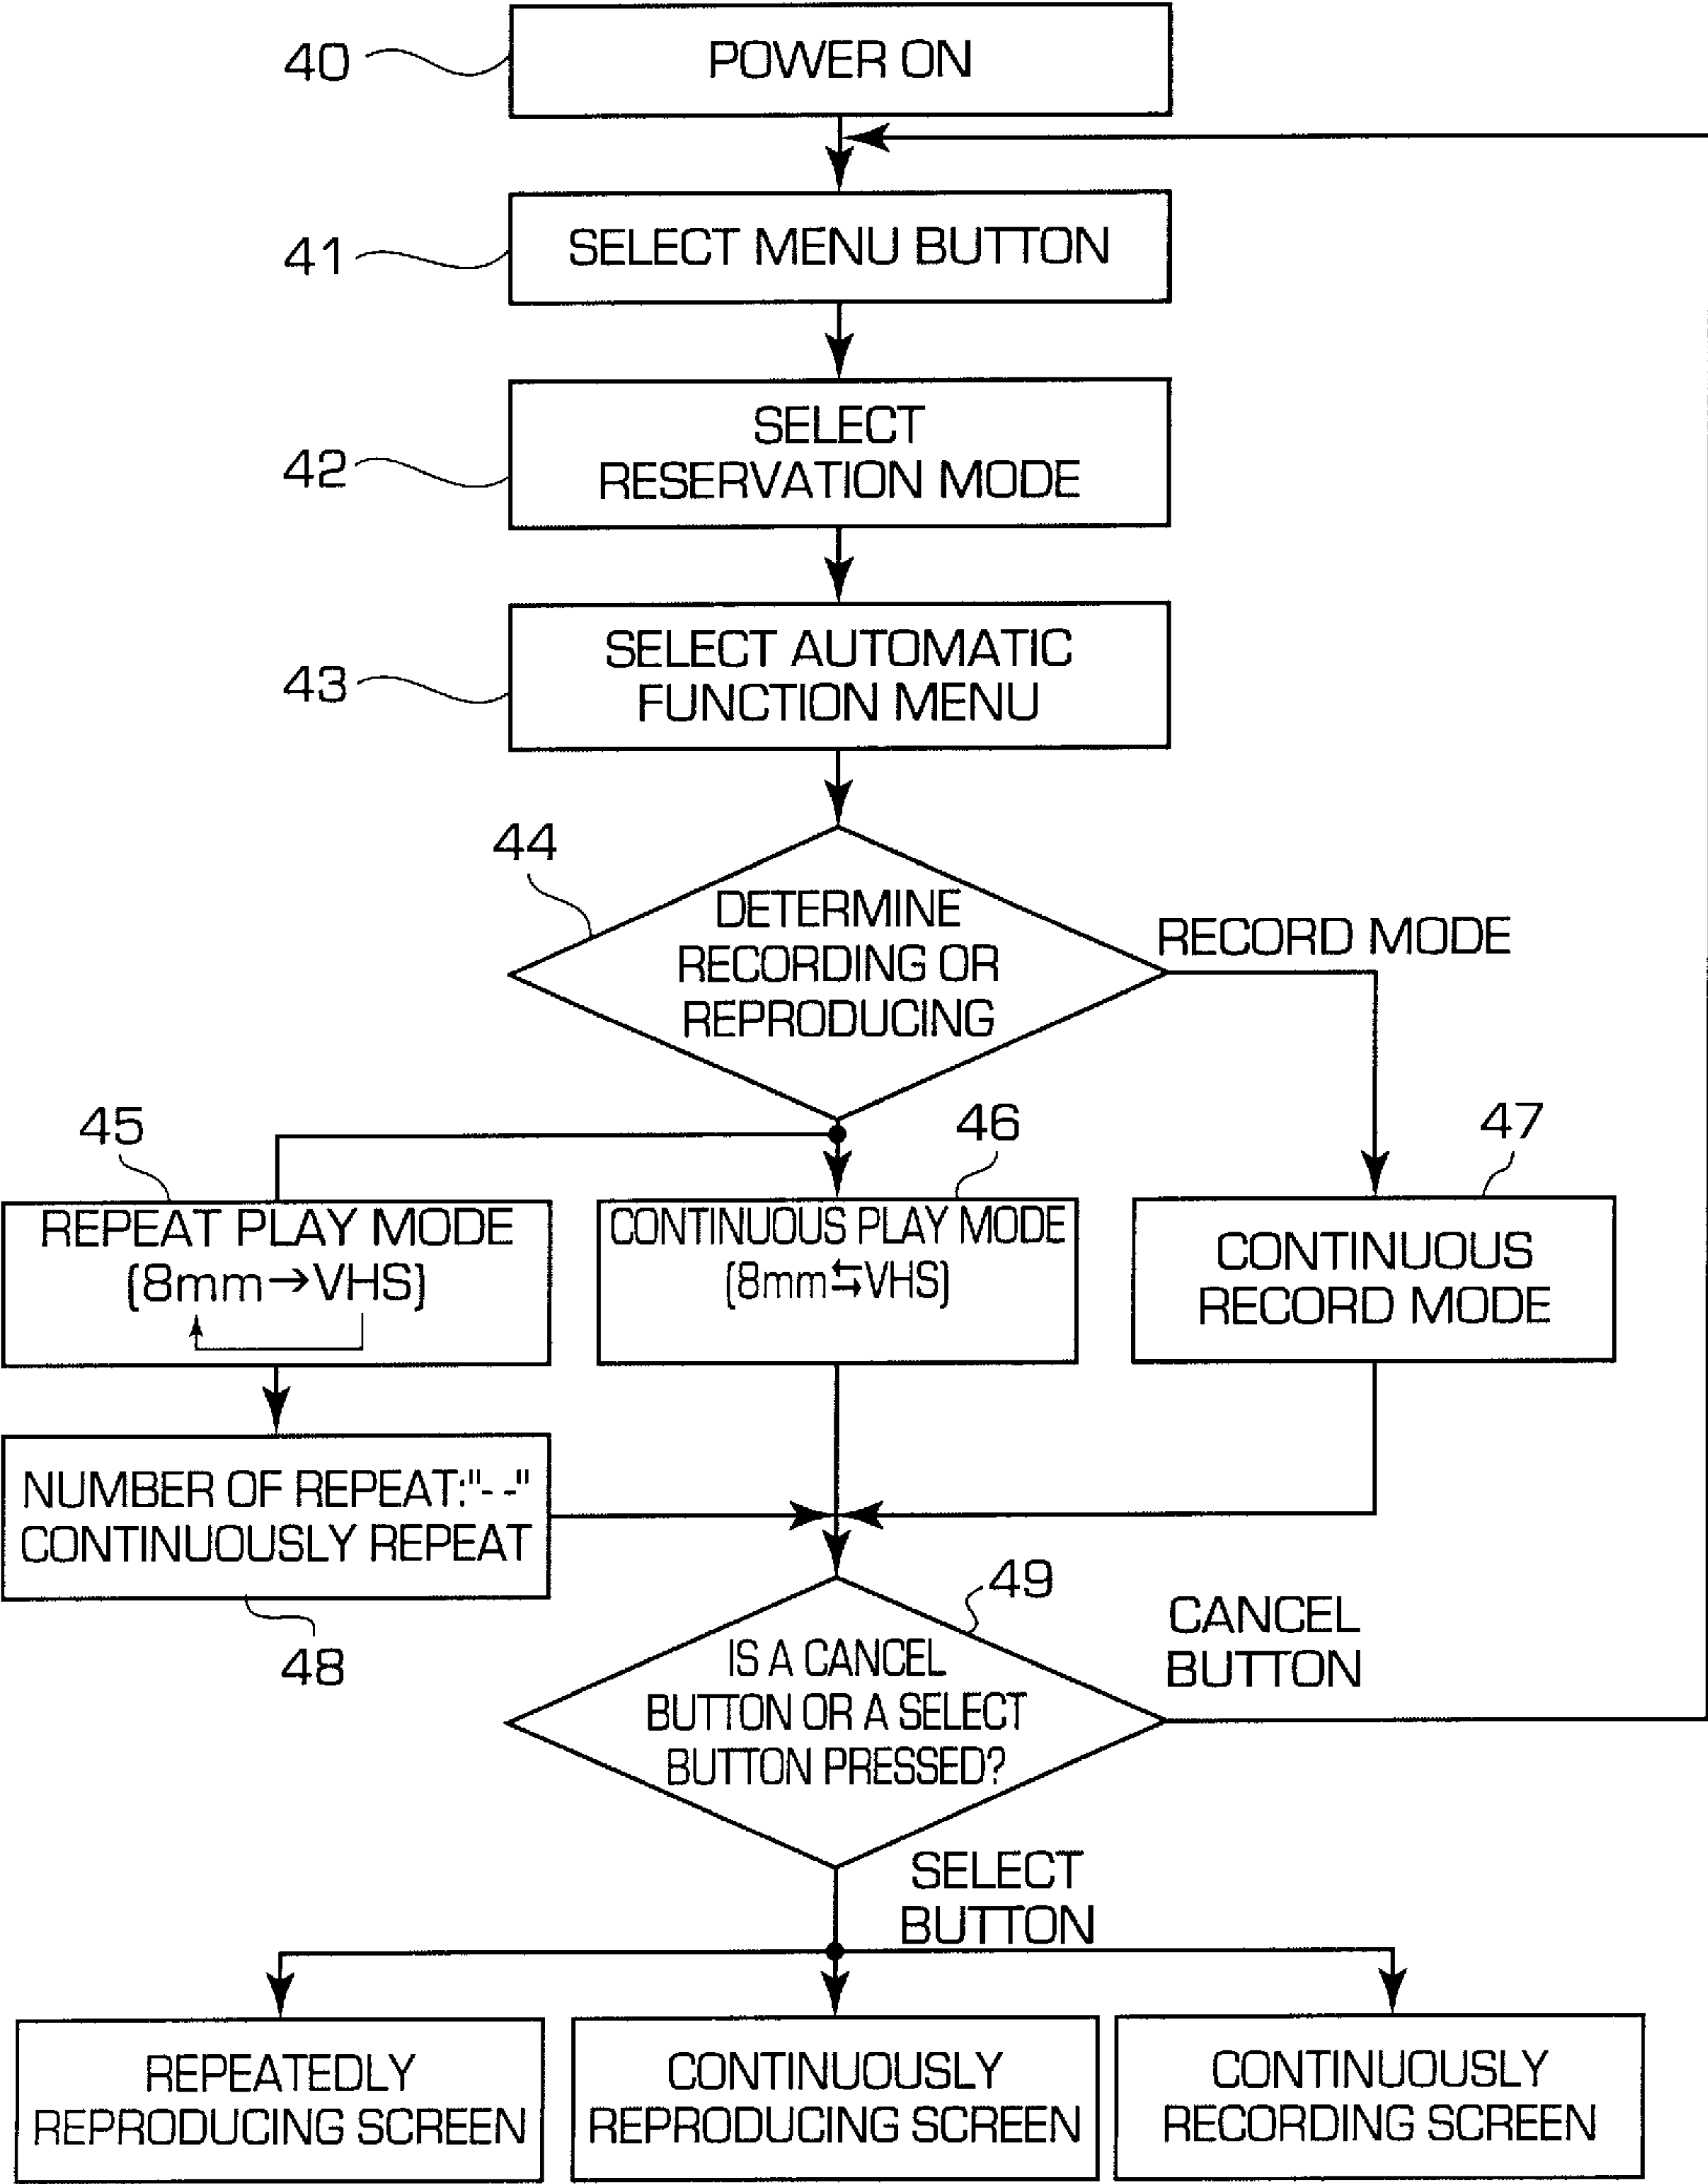 40
POWER ON
41
SELECT MENU BUTTON
42
SELECT
RESERVATION MODE
43
SELECT AUTOMATIC
FUNCTION MENU
44
DETERMINE
RECORDING OR
REPRODUCING
RECORD MODE
45
REPEAT PLAY MODE
(8mm→VHS)
46
CONTINUOUS PLAY MODE
(8mm⇆VHS)
47
CONTINUOUS
RECORD MODE
NUMBER OF REPEAT:"- -"
CONTINUOUSLY REPEAT
48
49
IS A CANCEL
BUTTON OR A SELECT
BUTTON PRESSED?
CANCEL
BUTTON
SELECT
BUTTON
REPEATEDLY
REPRODUCING SCREEN
CONTINUOUSLY
REPRODUCING SCREEN
CONTINUOUSLY
RECORDING SCREEN